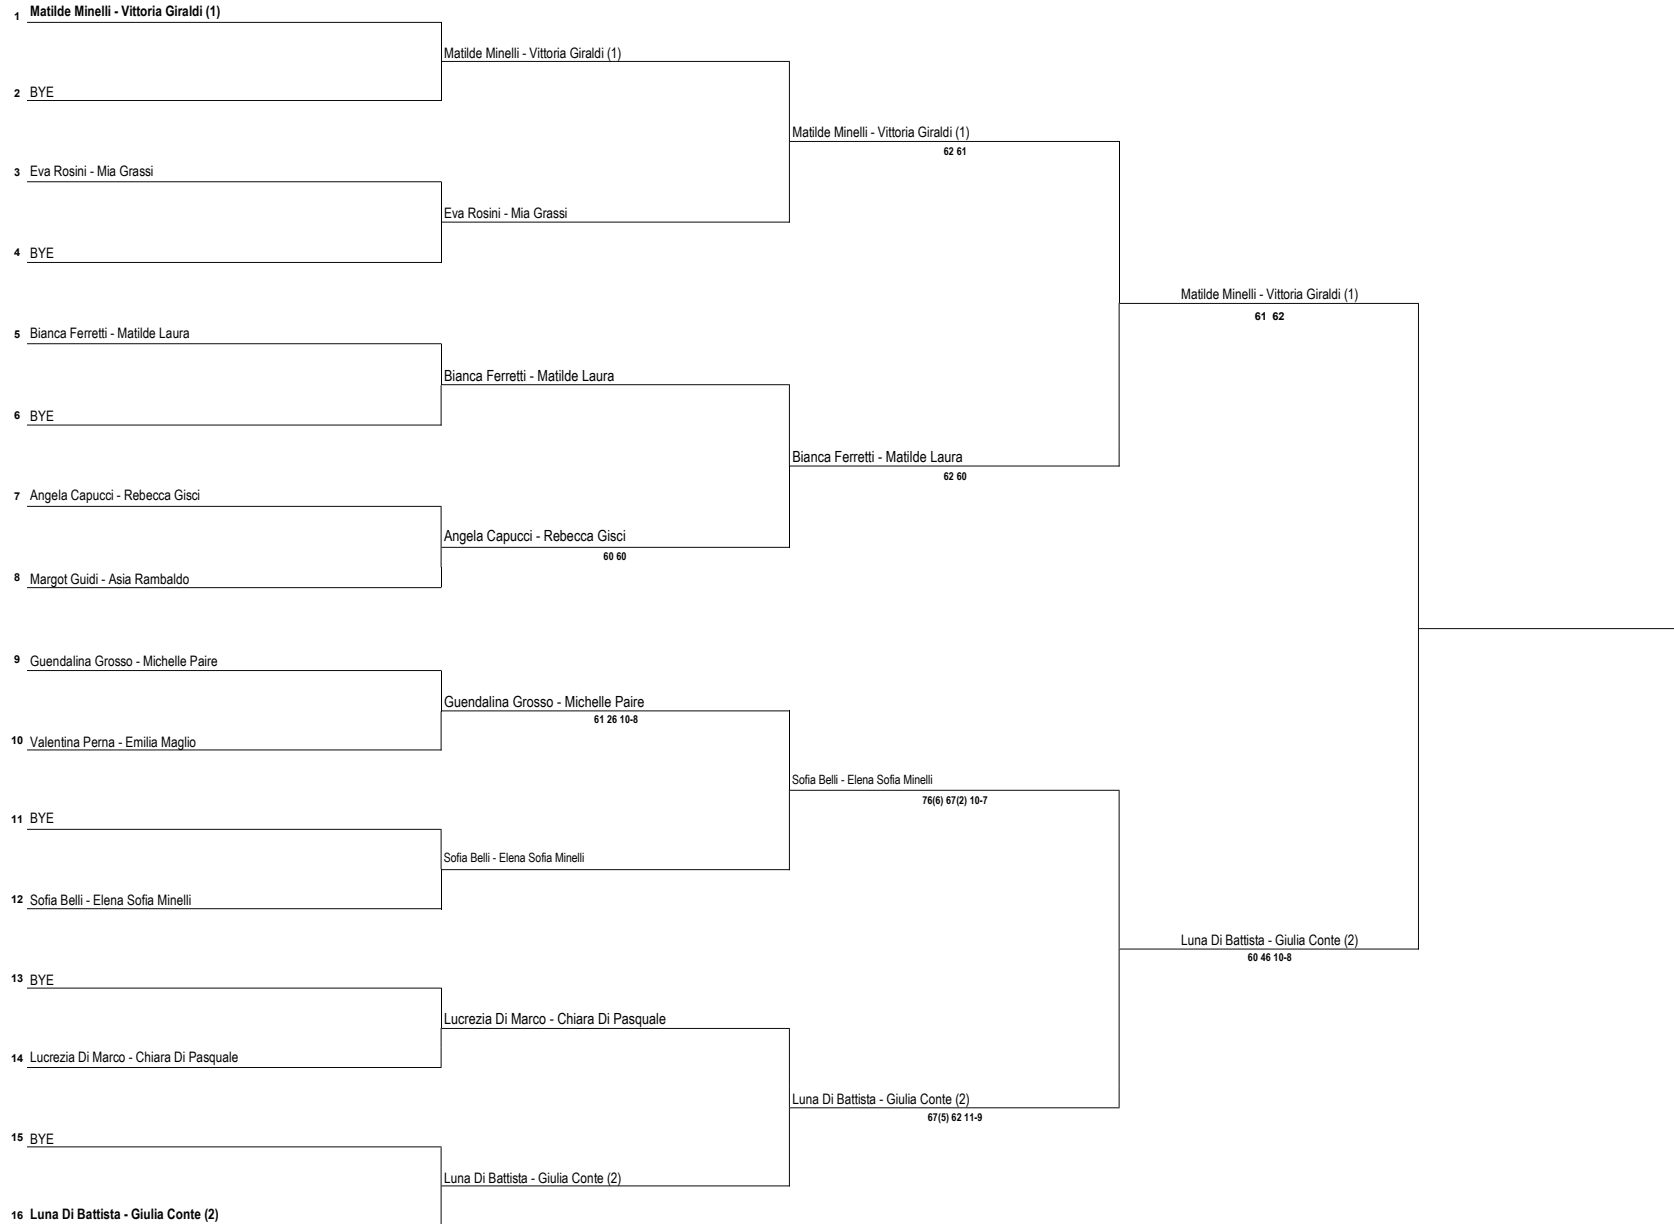 1 Matilde Minelli - Vittoria Giraldi (1)
Matilde Minelli - Vittoria Giraldi (1)
2 BYE
Matilde Minelli - Vittoria Giraldi (1)
62 61
3 Eva Rosini - Mia Grassi
Eva Rosini - Mia Grassi
4 BYE
Matilde Minelli - Vittoria Giraldi (1)
61 62
5 Bianca Ferretti - Matilde Laura
Bianca Ferretti - Matilde Laura
6 BYE
Bianca Ferretti - Matilde Laura
62 60
7 Angela Capucci - Rebecca Gisci
Angela Capucci - Rebecca Gisci
60 60
8 Margot Guidi - Asia Rambaldo
9 Guendalina Grosso - Michelle Paire
Guendalina Grosso - Michelle Paire
61 26 10-8
10 Valentina Perna - Emilia Maglio
Sofia Belli - Elena Sofia Minelli
76(6) 67(2) 10-7
11 BYE
Sofia Belli - Elena Sofia Minelli
12 Sofia Belli - Elena Sofia Minelli
Luna Di Battista - Giulia Conte (2)
60 46 10-8
13 BYE
Lucrezia Di Marco - Chiara Di Pasquale
14 Lucrezia Di Marco - Chiara Di Pasquale
Luna Di Battista - Giulia Conte (2)
67(5) 62 11-9
15 BYE
Luna Di Battista - Giulia Conte (2)
16 Luna Di Battista - Giulia Conte (2)